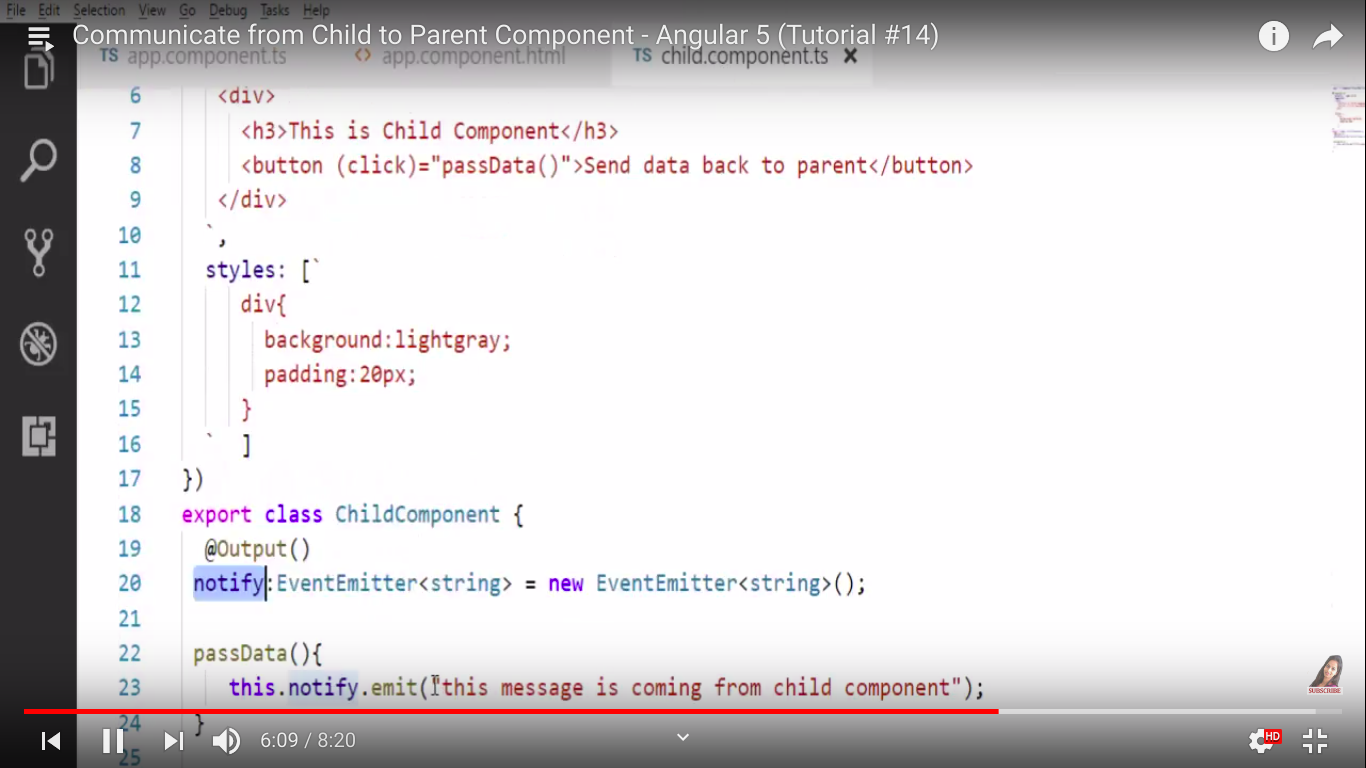 File Edit Selection View Go Debug Tasks Help
Communicate from Child to Parent Component - Angular 5 (Tutorial #14)
TS app.component.ts <> app.component.html TS child.component.ts
6 <div>
7 <h3>This is Child Component</h3>
8 <button (click)="passData()">Send data back to parent</button>
9 </div>
10 `,
11 styles: [`
12 div{
13 background:lightgray;
14 padding:20px;
15 }
16 ` ]
17 })
18 export class ChildComponent {
19 @Output()
20 notify:EventEmitter<string> = new EventEmitter<string>();
21
22 passData(){
23 this.notify.emit("this message is coming from child component");
SUBSCRIBE
24 }
6:09 / 8:20
HD
25